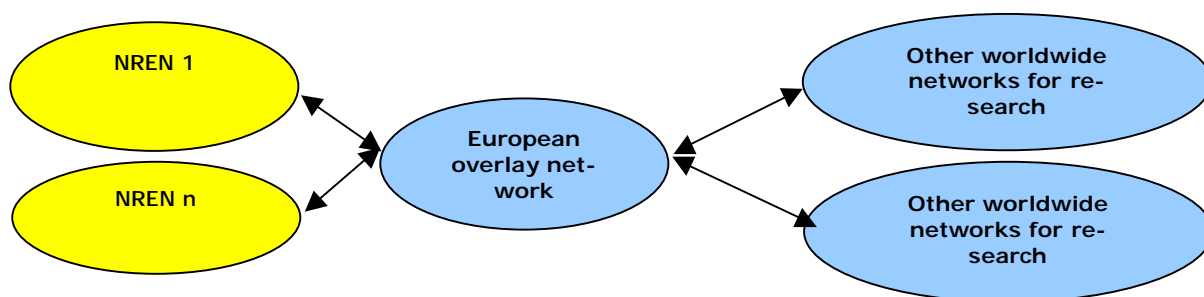 NREN 1
NREN n
European
overlay net-
work
Other worldwide
networks for re-
search
Other worldwide
networks for re-
search